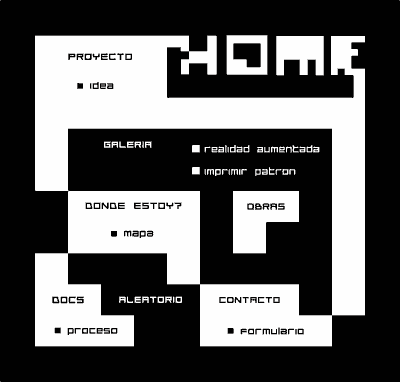 HOME
PROYECTO
idea
GALERIA
realidad aumentada
imprimir patron
DONDE ESTOY?
OBRAS
mapa
DOCS
ALEATORIO
CONTACTO
proceso
formulario